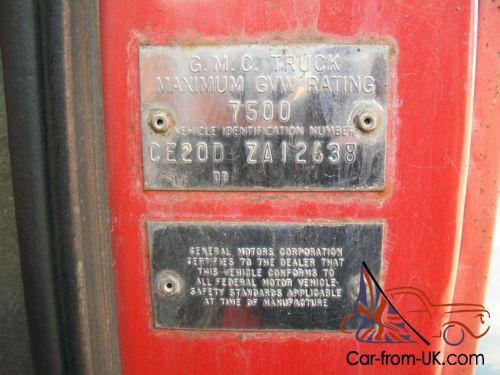 G.M.C. TRUCK
MAXIMUM GVW RATING
7500
VEHICLE IDENTIFICATION NUMBER
CE20D ZA12638
DD
GENERAL MOTORS CORPORATION
CERTIFIES TO THE DEALER THAT
THIS VEHICLE CONFORMS TO
ALL FEDERAL MOTOR VEHICLE
SAFETY STANDARDS APPLICABLE
AT TIME OF MANUFACTURE
Car-from-UK.com